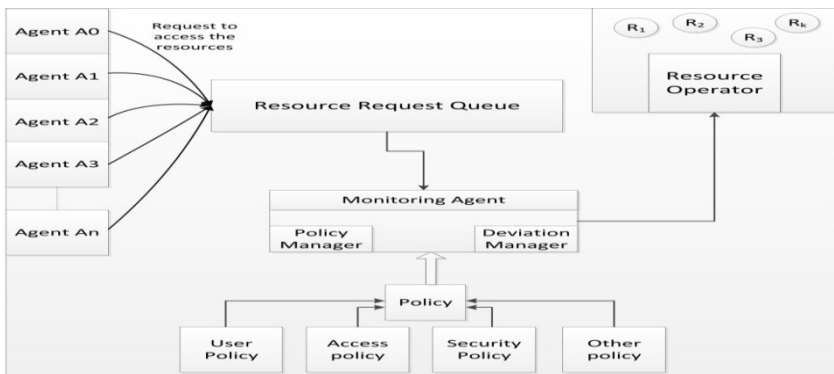 Agent A0
Agent A1
Agent A2
Agent A3
Agent An
Request to
access the
resources
Resource Request Queue
R1
R2
R3
Rk
Resource
Operator
Monitoring Agent
Policy
Manager
Deviation
Manager
Policy
User
Policy
Access
policy
Security
Policy
Other
policy